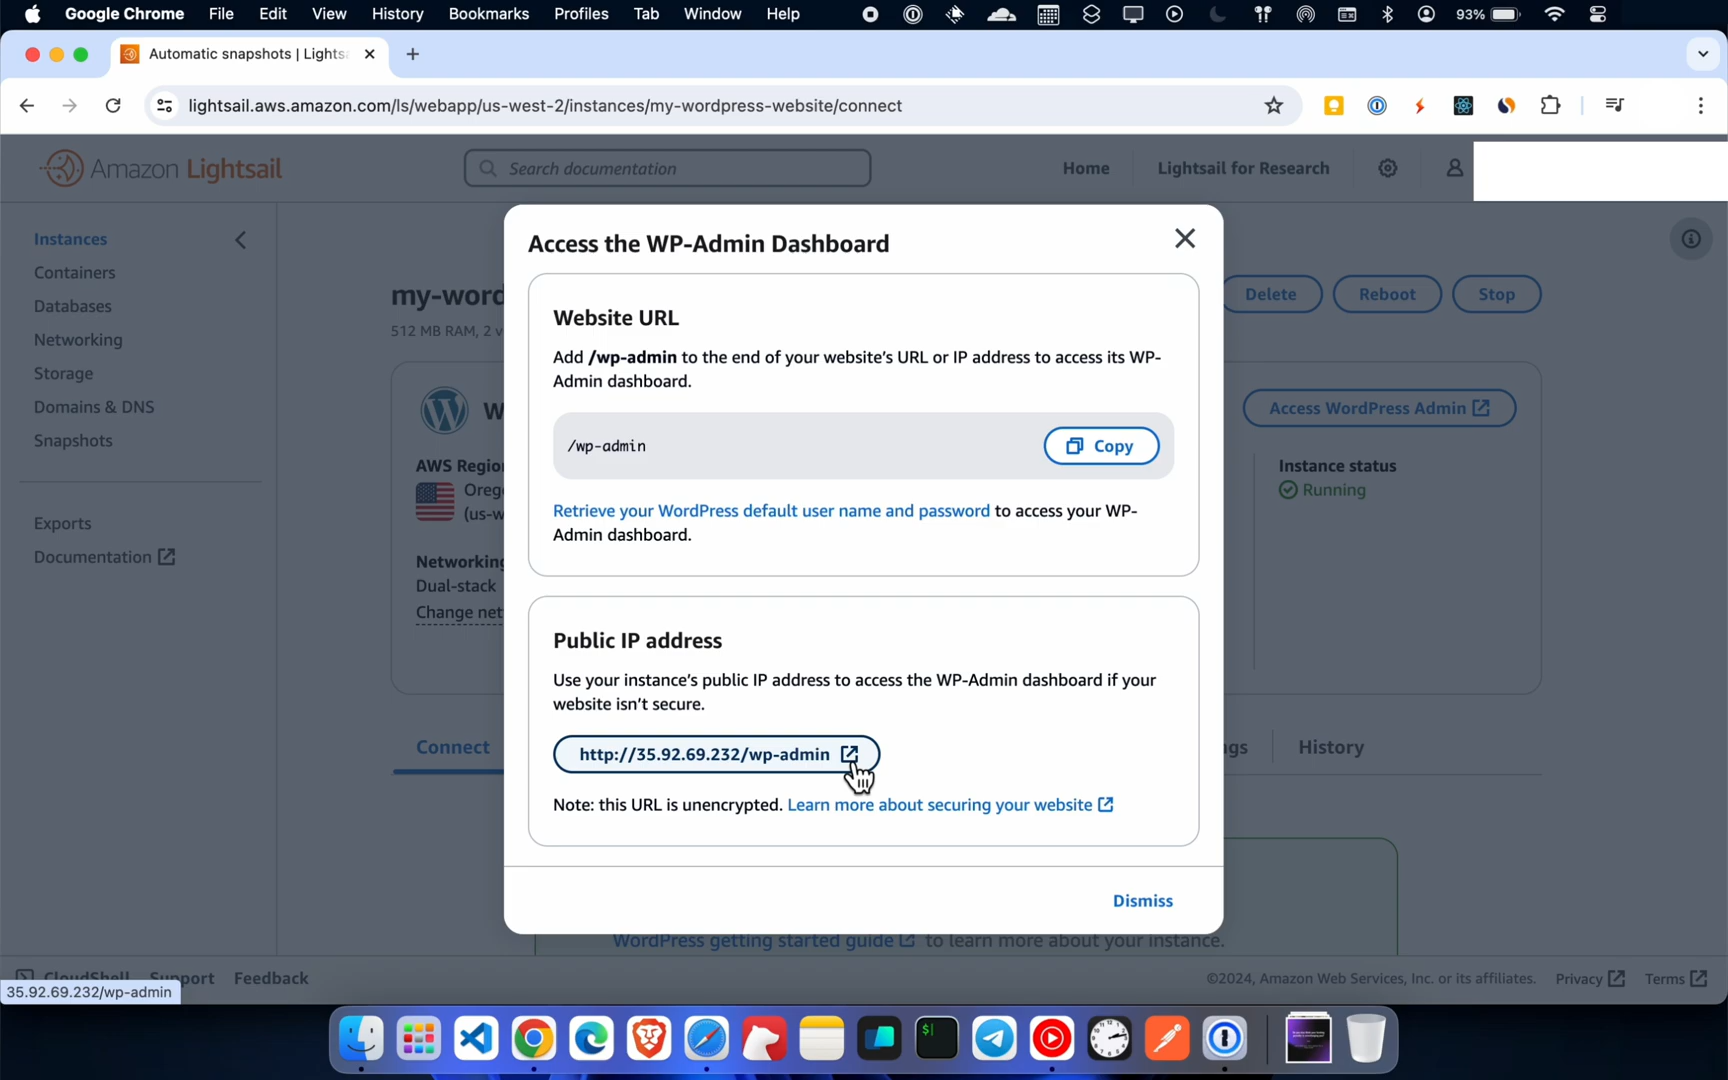 Google Chrome File Edit View History Bookmarks Profiles Tab Window Help 93%
Automatic snapshots | Lights
lightsail.aws.amazon.com/ls/webapp/us-west-2/instances/my-wordpress-website/connect
Amazon Lightsail
Search documentation
Home
Lightsail for Research
Instances
Containers
Databases
Networking
Storage
Domains & DNS
Snapshots
Exports
Documentation
my-word
512 MB RAM, 2 v
Delete
Reboot
Stop
W
Access WordPress Admin
AWS Regio
Oreg
(us-w
Networking
Dual-stack
Change net
Instance status
Running
Connect
gs
History
Access the WP-Admin Dashboard
Website URL
Add /wp-admin to the end of your website's URL or IP address to access its WP-
Admin dashboard.
/wp-admin
Copy
Retrieve your WordPress default user name and password to access your WP-
Admin dashboard.
Public IP address
Use your instance's public IP address to access the WP-Admin dashboard if your
website isn't secure.
http://35.92.69.232/wp-admin
Note: this URL is unencrypted. Learn more about securing your website
Dismiss
WordPress getting started guide to learn more about your instance.
CloudShell Support Feedback
©2024, Amazon Web Services, Inc. or its affiliates. Privacy Terms
35.92.69.232/wp-admin
$